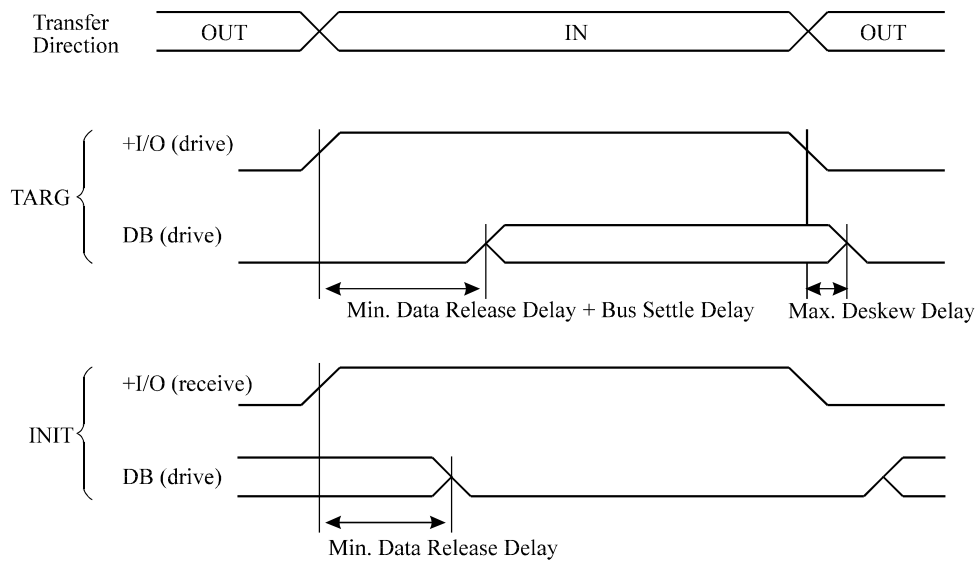 Transfer
Direction
OUT
IN
OUT
TARG
+I/O (drive)
DB (drive)
Min. Data Release Delay + Bus Settle Delay
Max. Deskew Delay
INIT
+I/O (receive)
DB (drive)
Min. Data Release Delay